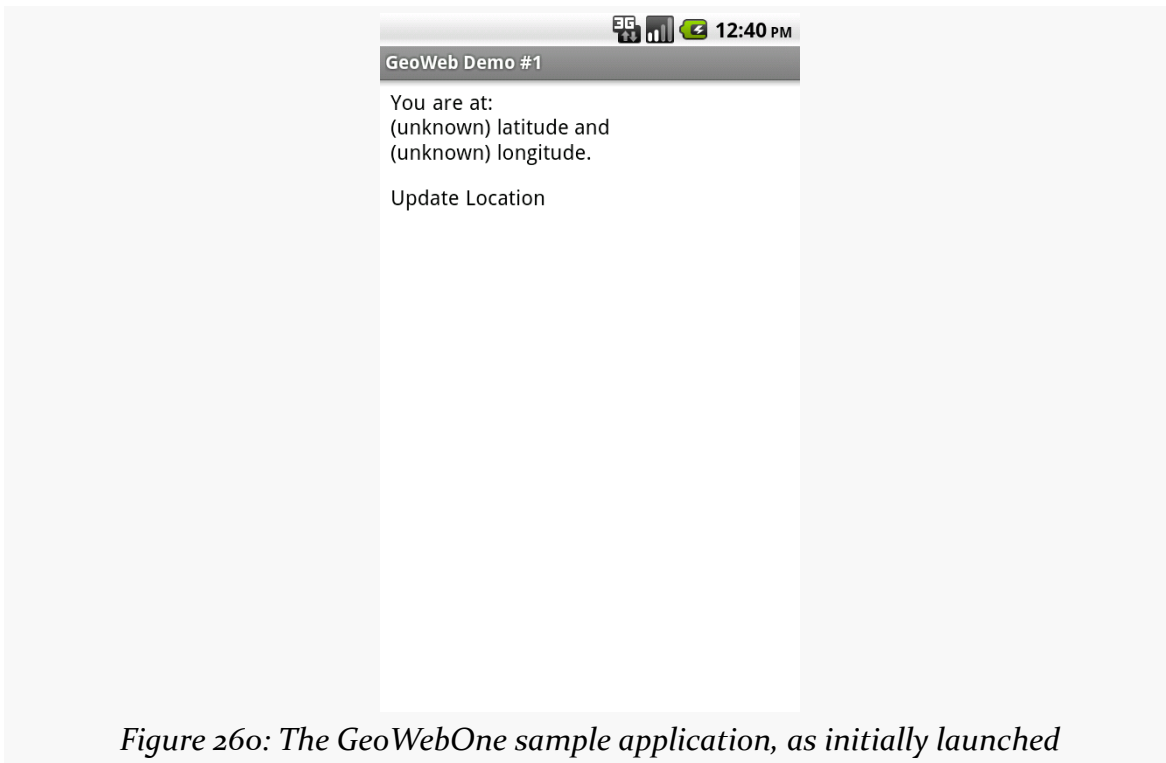 3G 12:40 PM
GeoWeb Demo #1
You are at:
(unknown) latitude and
(unknown) longitude.
Update Location
Figure 260: The GeoWebOne sample application, as initially launched